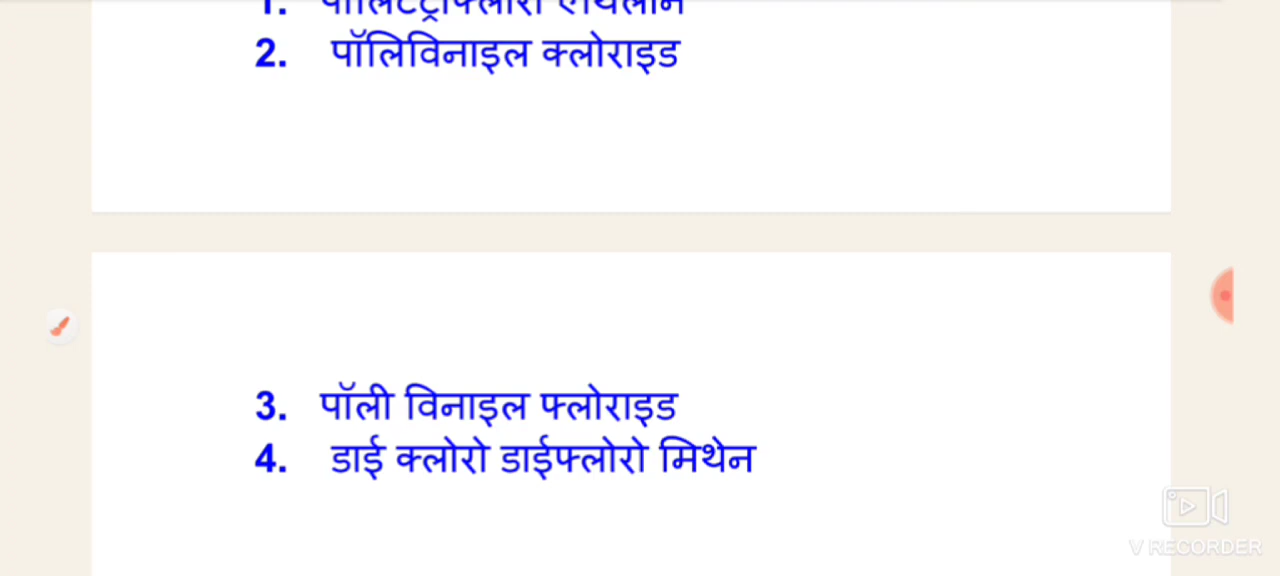 2. पॉलिविनाइल क्लोराइड
3. पॉली विनाइल फ्लोराइड
4. डाई क्लोरो डाईफ्लोरो मिथेन
V RECORDER